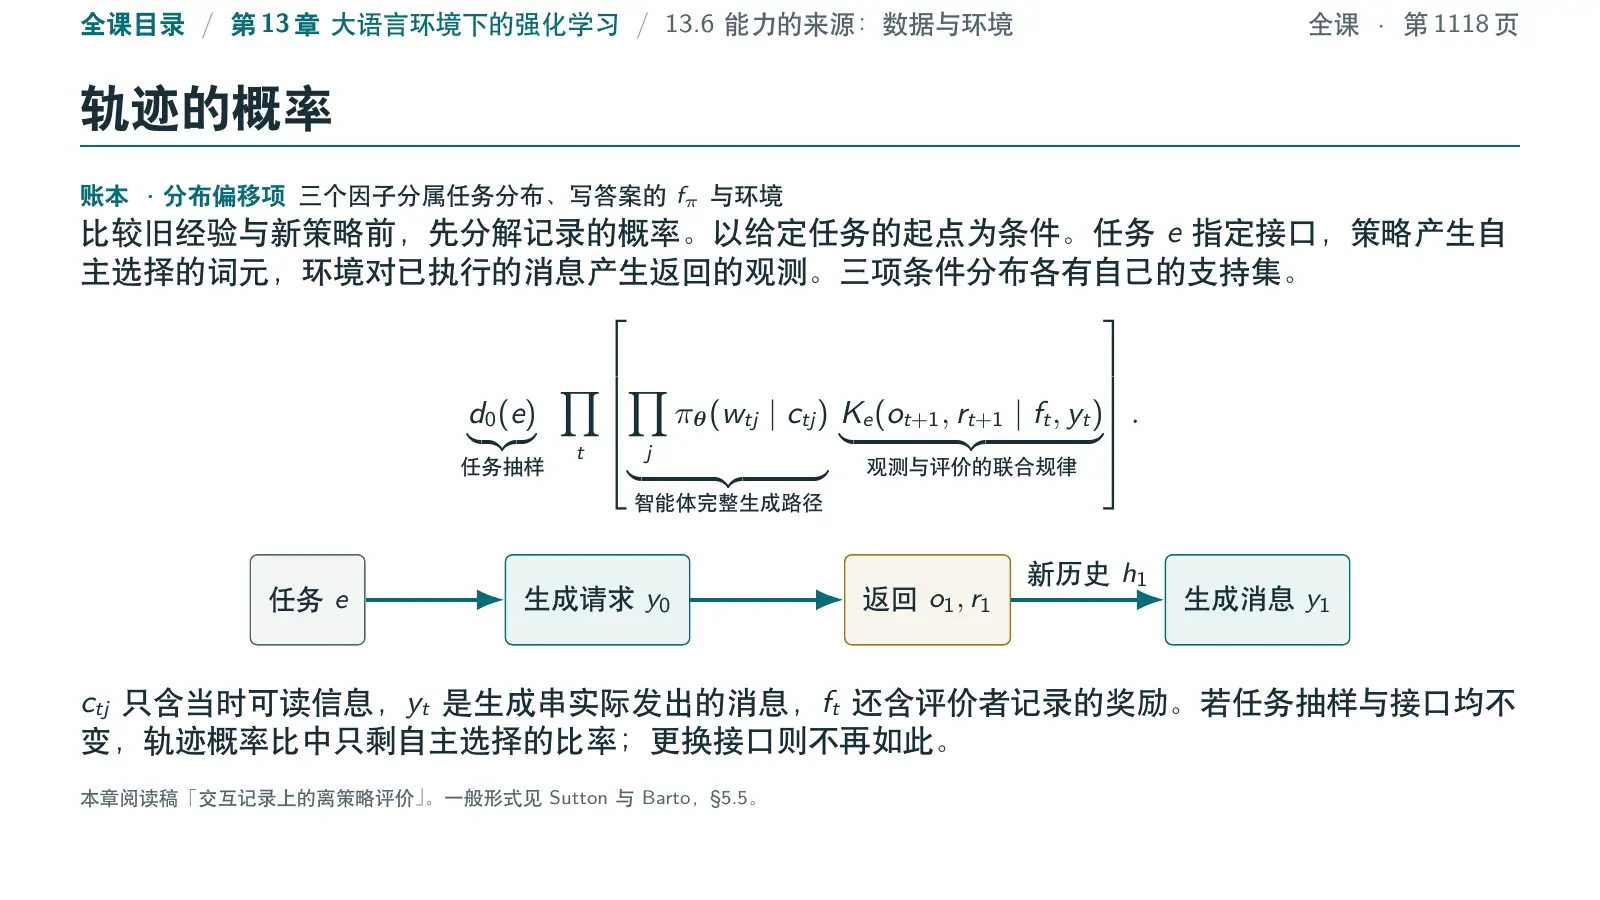 全课目录 / 第 13 章 大语言环境下的强化学习 / 13.6 能力的来源：数据与环境 全课 · 第 1118 页
轨迹的概率
账本 · 分布偏移项 三个因子分属任务分布、写答案的 fπ 与环境
比较旧经验与新策略前，先分解记录的概率。以给定任务的起点为条件。任务 e 指定接口，策略产生自
主选择的词元，环境对已执行的消息产生返回的观测。三项条件分布各有自己的支持集。
d₀(e) ∏_t [ ∏_j π_θ(w_tj | c_tj) K_e(o_{t+1}, r_{t+1} | f_t, y_t) ] .
任务抽样 智能体完整生成路径 观测与评价的联合规律
任务 e 生成请求 y₀ 返回 o₁, r₁ 新历史 h₁ 生成消息 y₁
c_tj 只含当时可读信息，y_t 是生成串实际发出的消息，f_t 还含评价者记录的奖励。若任务抽样与接口均不
变，轨迹概率比中只剩自主选择的比率；更换接口则不再如此。
本章阅读稿「交互记录上的离策略评价」。一般形式见 Sutton 与 Barto，§5.5。